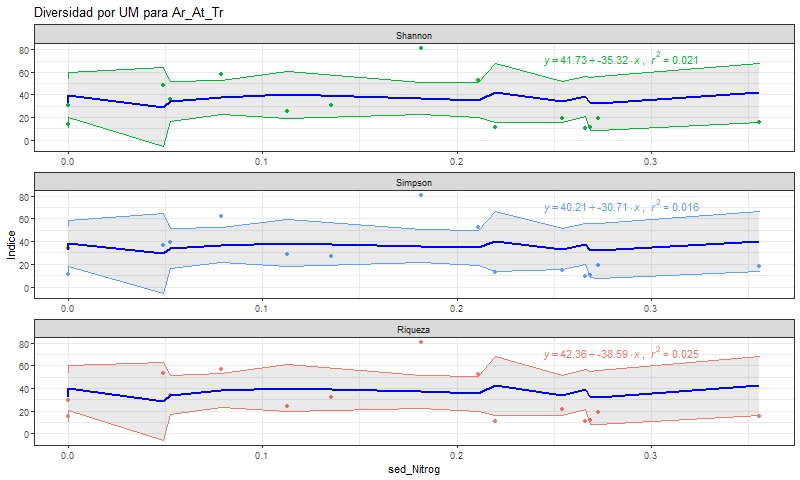 Diversidad por UM para Ar_At_Tr
Shannon
80
60
40
20
0
y = 41.73 + -35.32 · x , r² = 0.021
0.0 0.1 0.2 0.3
Simpson
80
60
40
20
0
y = 40.21 + -30.71 · x , r² = 0.016
Indice
0.0 0.1 0.2 0.3
Riqueza
80
60
40
20
0
y = 42.36 + -38.59 · x , r² = 0.025
0.0 0.1 0.2 0.3
sed_Nitrog